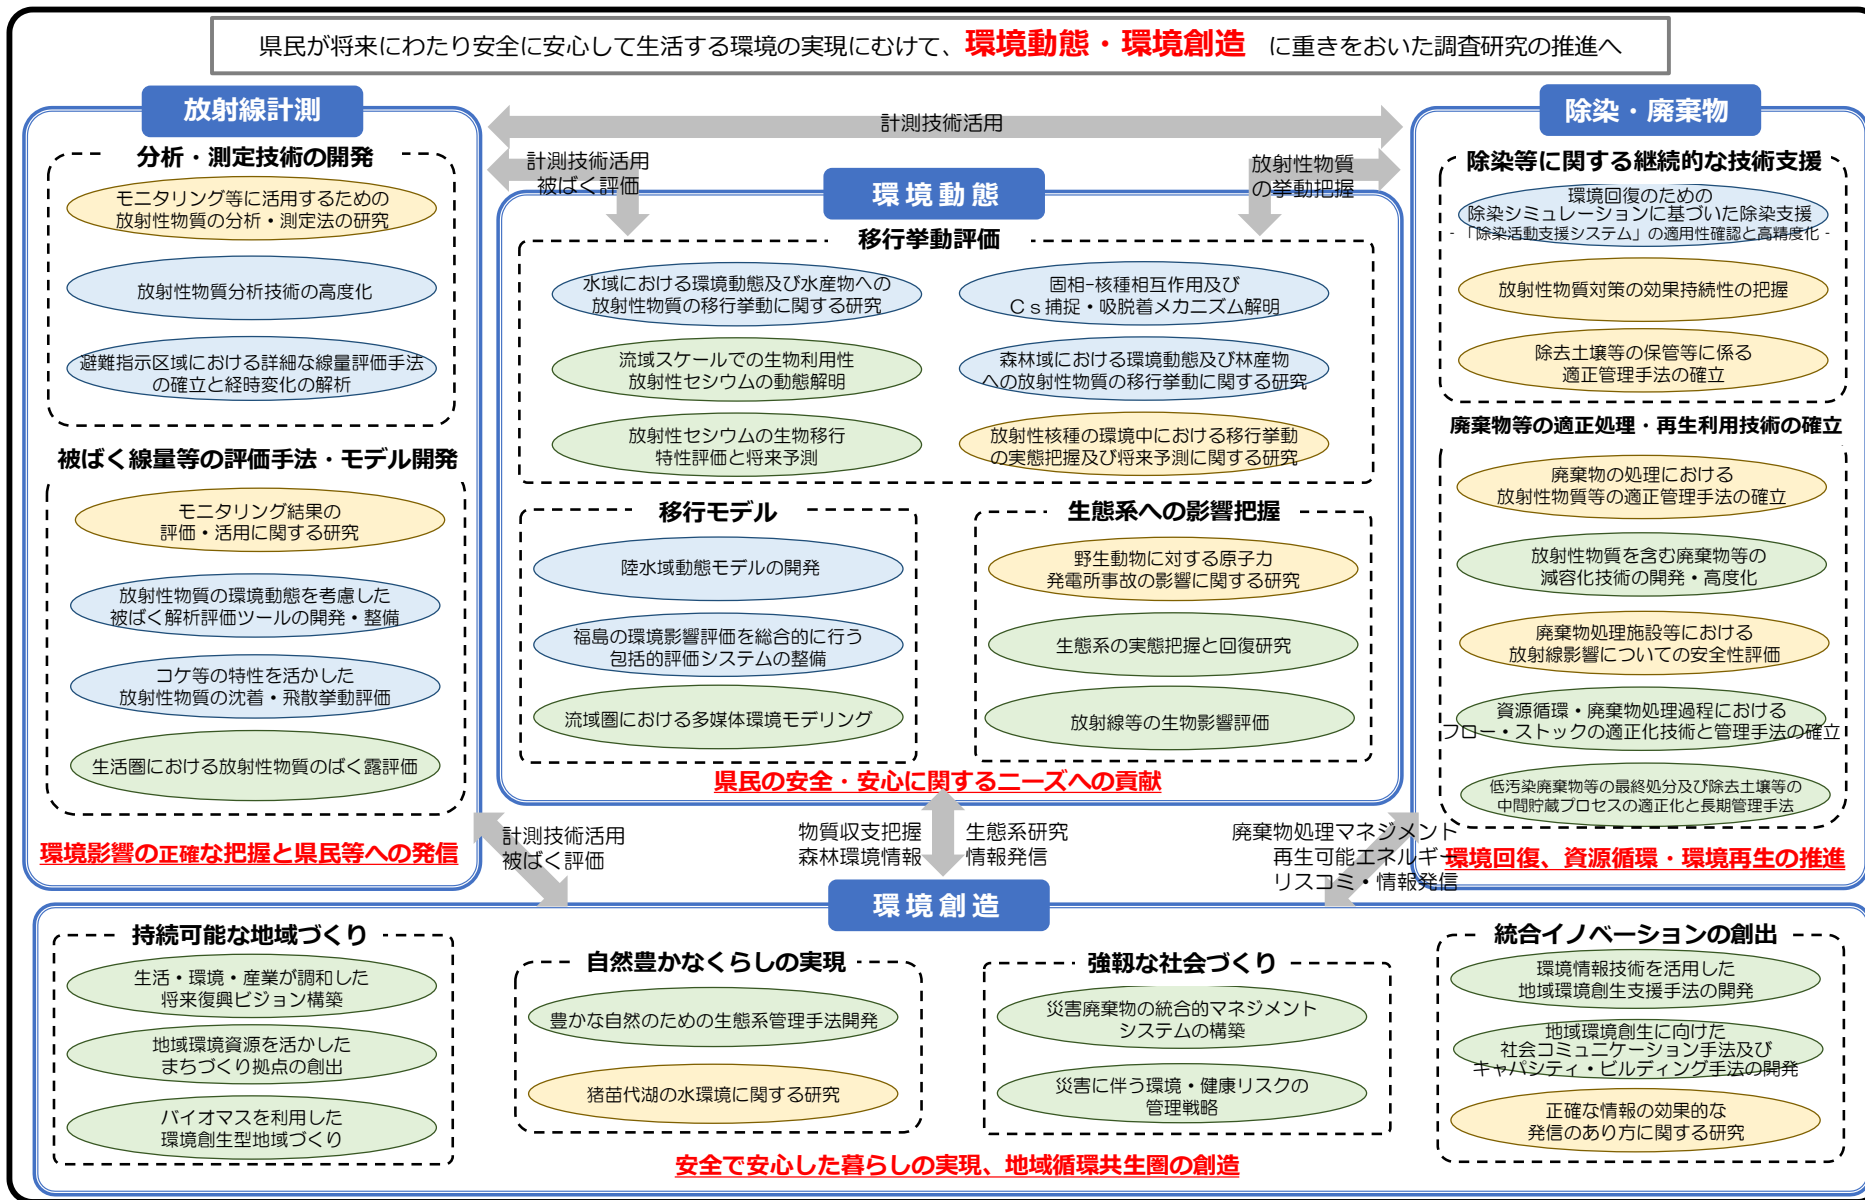 県民が将来にわたり安全に安心して生活する環境の実現にむけて、環境動態・環境創造 に重きをおいた調査研究の推進へ
放射線計測
分析・測定技術の開発
モニタリング等に活用するための
放射性物質の分析・測定法の研究
放射性物質分析技術の高度化
避難指示区域における詳細な線量評価手法
の確立と経時変化の解析
被ばく線量等の評価手法・モデル開発
モニタリング結果の
評価・活用に関する研究
放射性物質の環境動態を考慮した
被ばく解析評価ツールの開発・整備
コケ等の特性を活かした
放射性物質の沈着・飛散挙動評価
生活圏における放射性物質のばく露評価
環境影響の正確な把握と県民等への発信
計測技術活用
計測技術活用
被ばく評価
放射性物質
の挙動把握
環境動態
移行挙動評価
水域における環境動態及び水産物への
放射性物質の移行挙動に関する研究
固相−核種相互作用及び
Ｃｓ捕捉・吸脱着メカニズム解明
流域スケールでの生物利用性
放射性セシウムの動態解明
森林域における環境動態及び林産物
への放射性物質の移行挙動に関する研究
放射性セシウムの生物移行
特性評価と将来予測
放射性核種の環境中における移行挙動
の実態把握及び将来予測に関する研究
移行モデル
陸水域動態モデルの開発
福島の環境影響評価を総合的に行う
包括的評価システムの整備
流域圏における多媒体環境モデリング
生態系への影響把握
野生動物に対する原子力
発電所事故の影響に関する研究
生態系の実態把握と回復研究
放射線等の生物影響評価
県民の安全・安心に関するニーズへの貢献
除染・廃棄物
除染等に関する継続的な技術支援
環境回復のための
除染シミュレーションに基づいた除染支援
-「除染活動支援システム」の適用性確認と高精度化-
放射性物質対策の効果持続性の把握
除去土壌等の保管等に係る
適正管理手法の確立
廃棄物等の適正処理・再生利用技術の確立
廃棄物の処理における
放射性物質等の適正管理手法の確立
放射性物質を含む廃棄物等の
減容化技術の開発・高度化
廃棄物処理施設等における
放射線影響についての安全性評価
資源循環・廃棄物処理過程における
フロー・ストックの適正化技術と管理手法の確立
低汚染廃棄物等の最終処分及び除去土壌等の
中間貯蔵プロセスの適正化と長期管理手法
環境回復、資源循環・環境再生の推進
計測技術活用
被ばく評価
物質収支把握
森林環境情報
生態系研究
情報発信
廃棄物処理マネジメント
再生可能エネルギー
リスコミ・情報発信
環境創造
持続可能な地域づくり
生活・環境・産業が調和した
将来復興ビジョン構築
地域環境資源を活かした
まちづくり拠点の創出
バイオマスを利用した
環境創生型地域づくり
自然豊かなくらしの実現
豊かな自然のための生態系管理手法開発
猪苗代湖の水環境に関する研究
強靱な社会づくり
災害廃棄物の統合的マネジメント
システムの構築
災害に伴う環境・健康リスクの
管理戦略
統合イノベーションの創出
環境情報技術を活用した
地域環境創生支援手法の開発
地域環境創生に向けた
社会コミュニケーション手法及び
キャパシティ・ビルディング手法の開発
正確な情報の効果的な
発信のあり方に関する研究
安全で安心した暮らしの実現、地域循環共生圏の創造